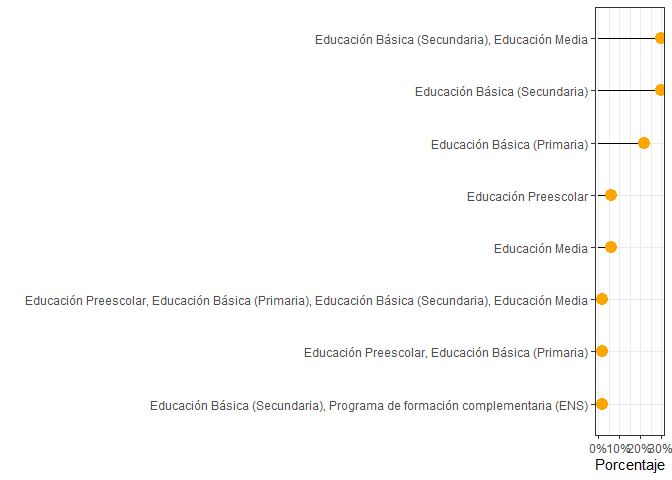 Educación Básica (Secundaria), Educación Media
Educación Básica (Secundaria)
Educación Básica (Primaria)
Educación Preescolar
Educación Media
Educación Preescolar, Educación Básica (Primaria), Educación Básica (Secundaria), Educación Media
Educación Preescolar, Educación Básica (Primaria)
Educación Básica (Secundaria), Programa de formación complementaria (ENS)
0% 10% 20% 30%
Porcentaje